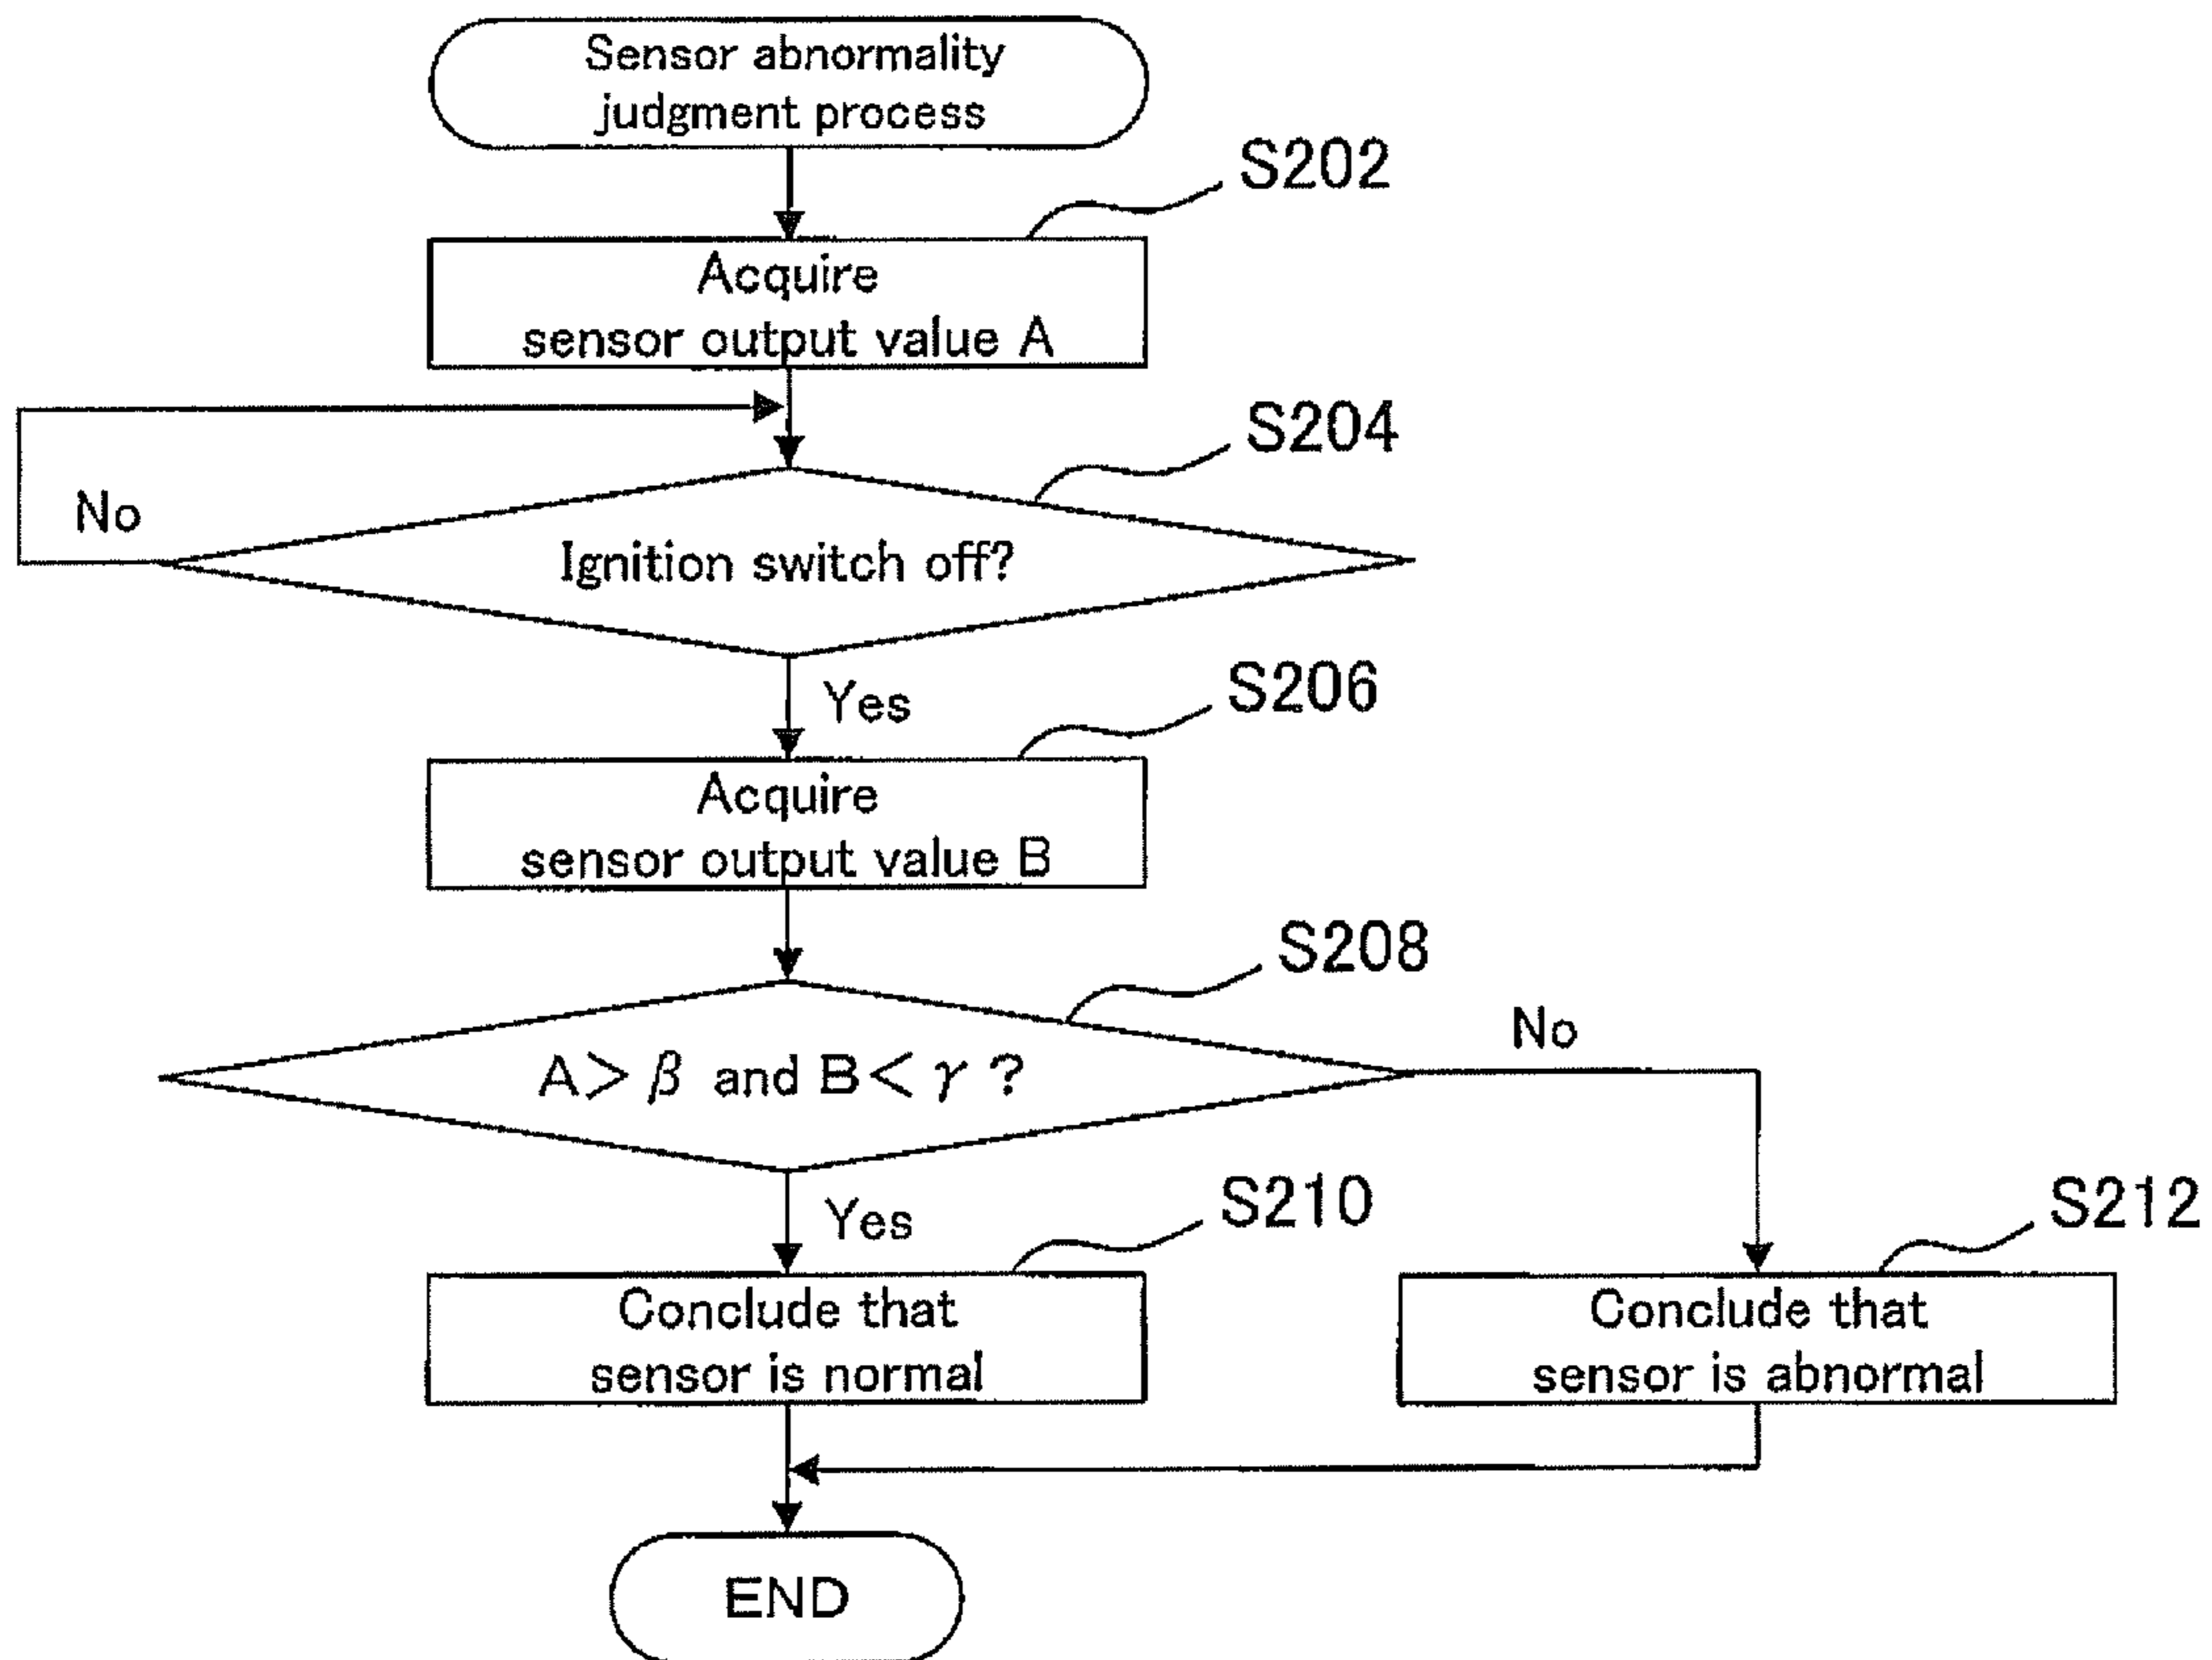 Sensor abnormality
judgment process
S202
Acquire
sensor output value A
S204
No
Ignition switch off?
Yes
S206
Acquire
sensor output value B
S208
No
A > β and B < γ ?
Yes
S210
S212
Conclude that
sensor is normal
Conclude that
sensor is abnormal
END